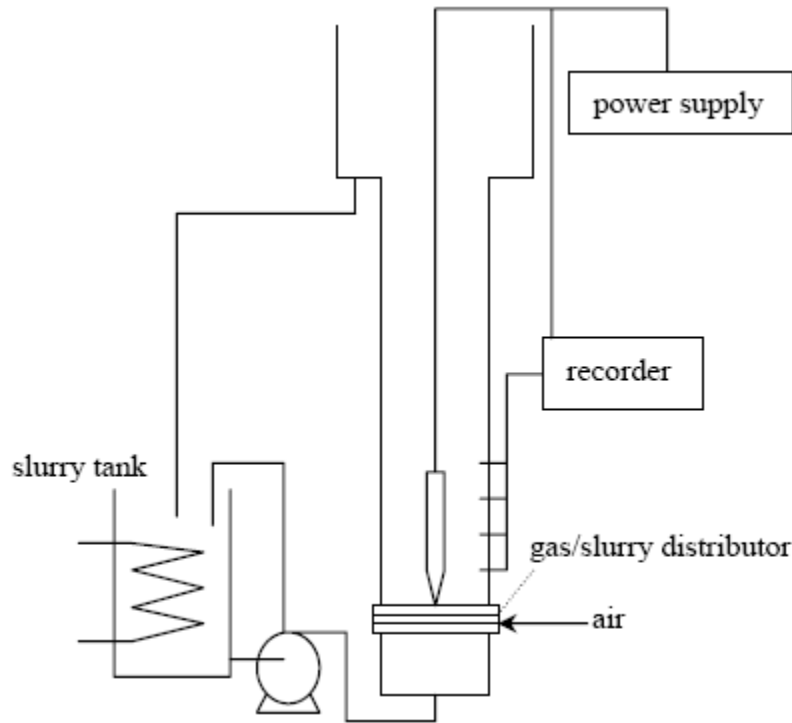 power supply
recorder
slurry tank
gas/slurry distributor
air